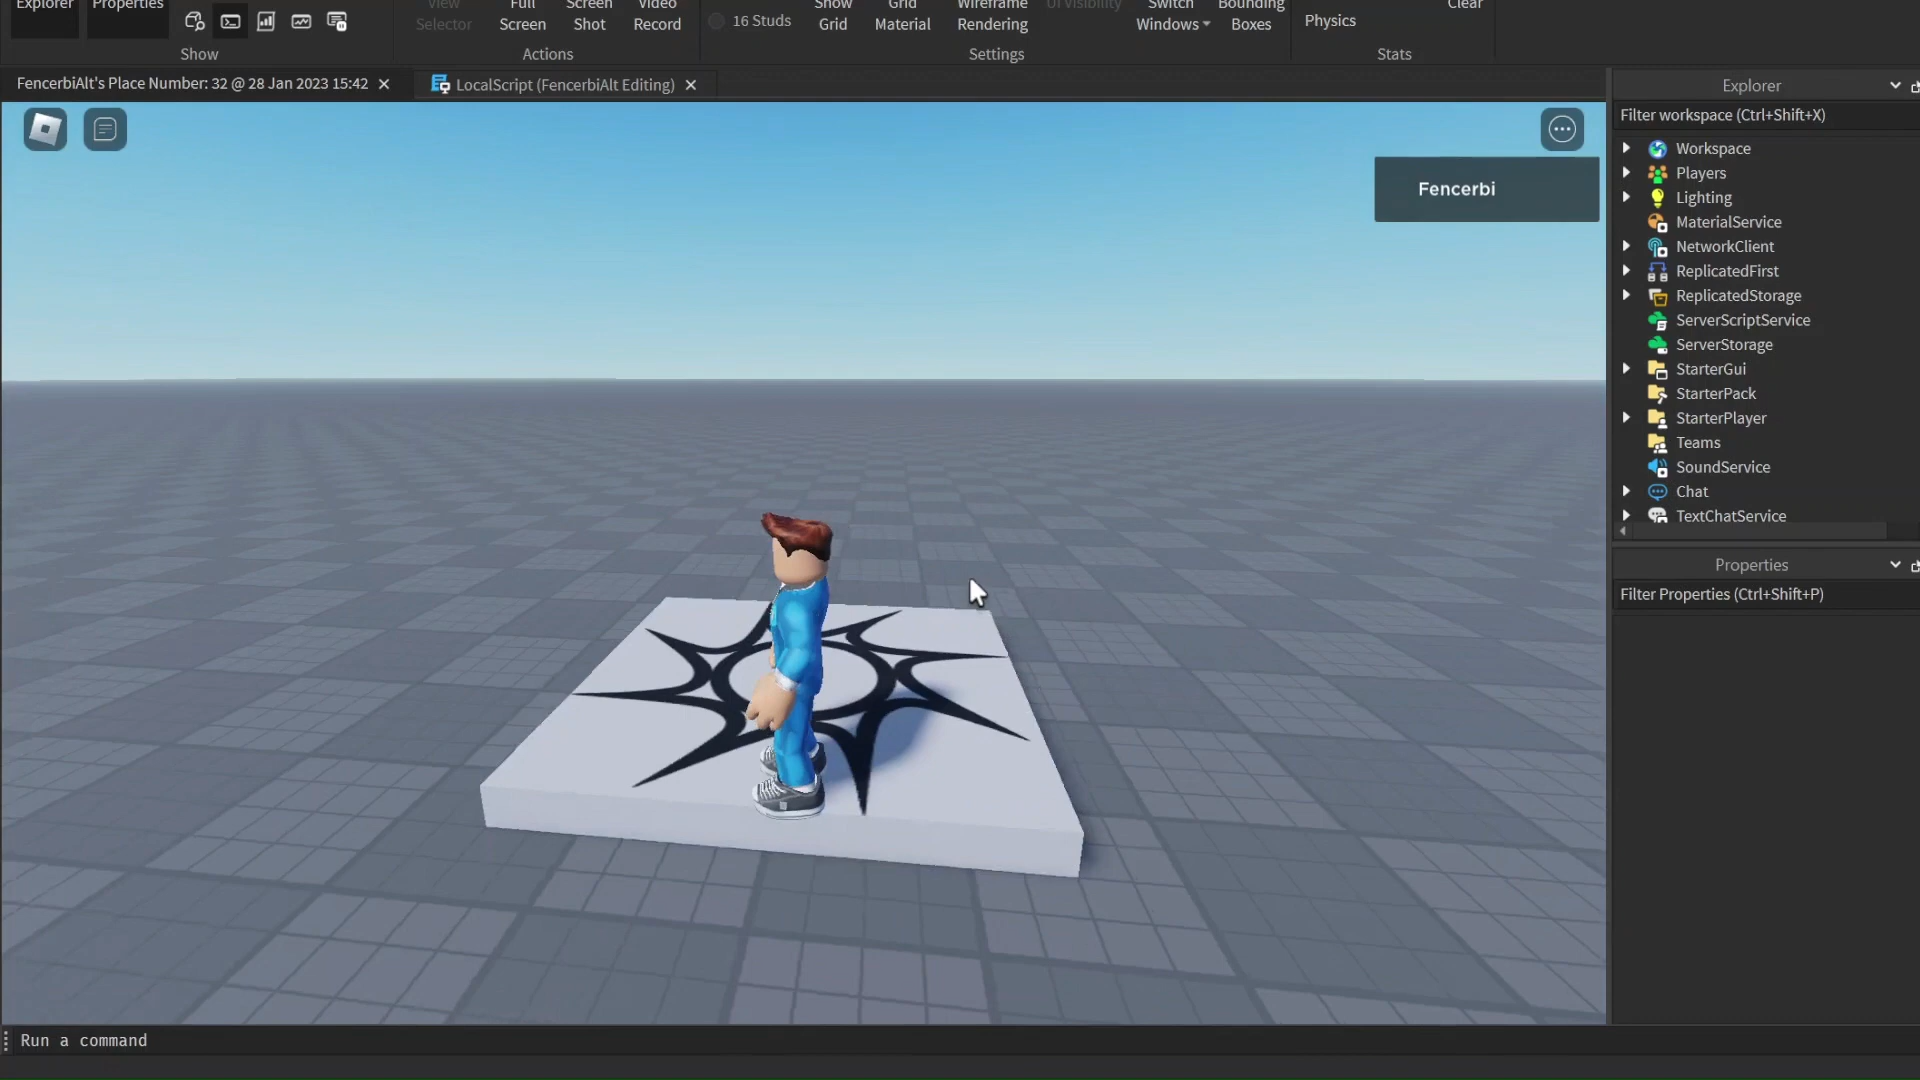 Explorer
Properties
Show
View
Selector
Full
Screen
Screen
Shot
Video
Record
Actions
16 Studs
Show
Grid
Grid
Material
Wireframe
Rendering
UI Visibility
Switch
Windows
Bounding
Boxes
Settings
Physics
Clear
Stats
FencerbiAlt's Place Number: 32 @ 28 Jan 2023 15:42
LocalScript (FencerbiAlt Editing)
Fencerbi
Explorer
Filter workspace (Ctrl+Shift+X)
Workspace
Players
Lighting
MaterialService
NetworkClient
ReplicatedFirst
ReplicatedStorage
ServerScriptService
ServerStorage
StarterGui
StarterPack
StarterPlayer
Teams
SoundService
Chat
TextChatService
Properties
Filter Properties (Ctrl+Shift+P)
Run a command